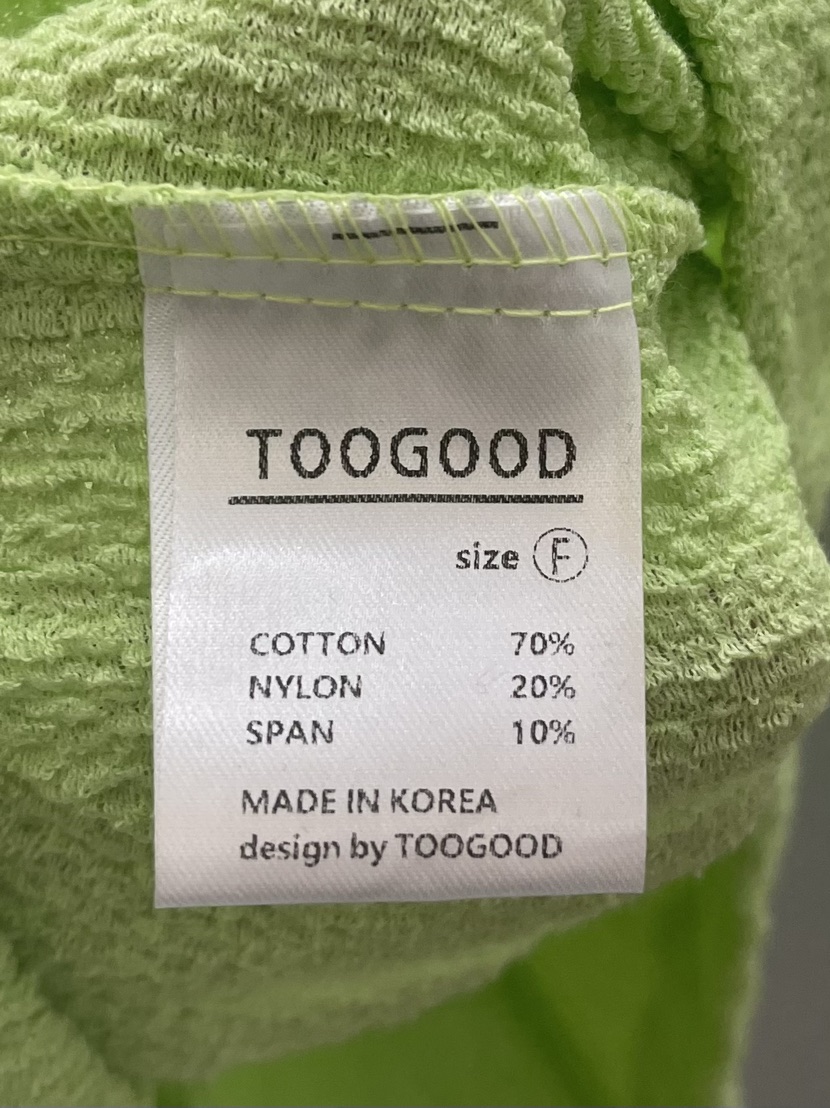 TOOGOOD
size F
COTTON 70%
NYLON 20%
SPAN 10%
MADE IN KOREA
design by TOOGOOD